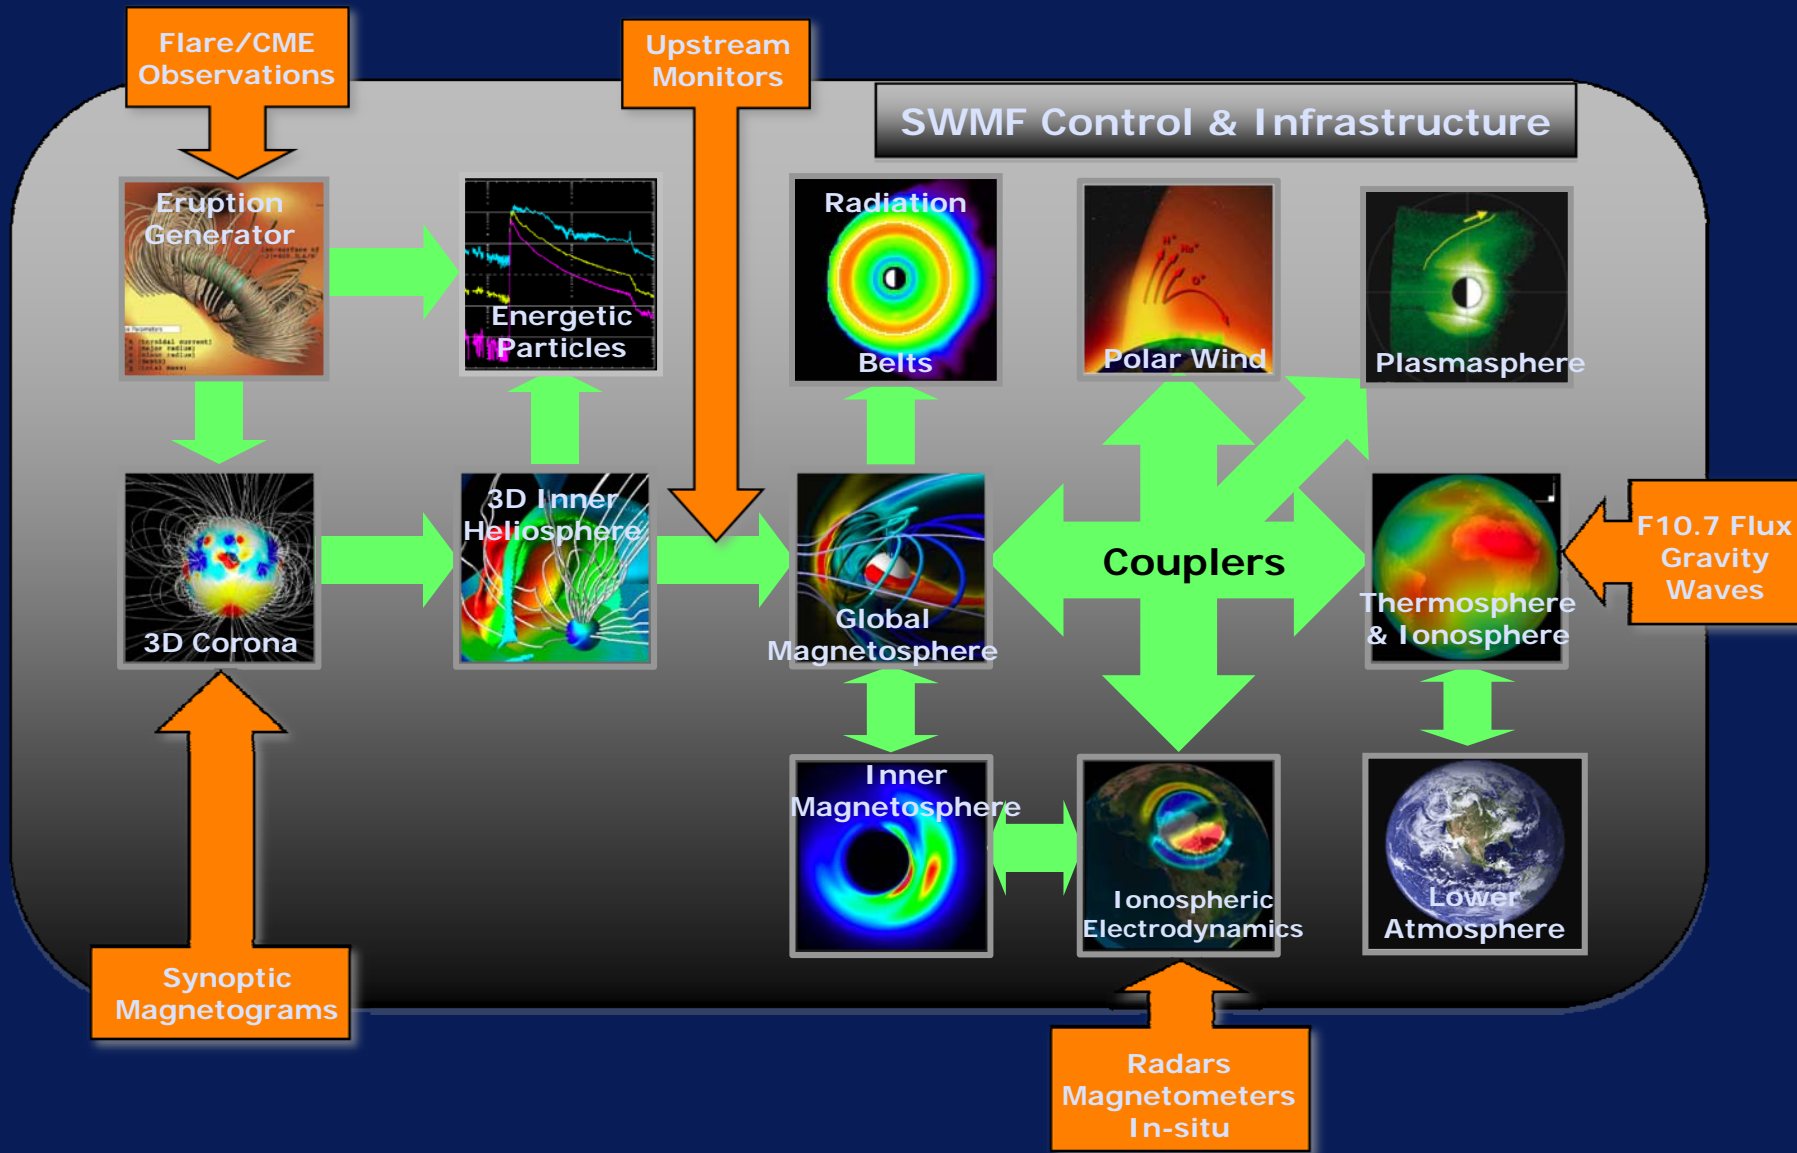 Flare/CME
Observations
Upstream
Monitors
SWMF Control & Infrastructure
Eruption
Generator
Energetic
Particles
Radiation
Belts
H⁺
He⁺
O⁺
Polar Wind
Plasmasphere
3D Corona
3D Inner
Heliosphere
Global
Magnetosphere
Couplers
Thermosphere
& Ionosphere
F10.7 Flux
Gravity
Waves
Inner
Magnetosphere
Ionospheric
Electrodynamics
Lower
Atmosphere
Synoptic
Magnetograms
Radars
Magnetometers
In-situ